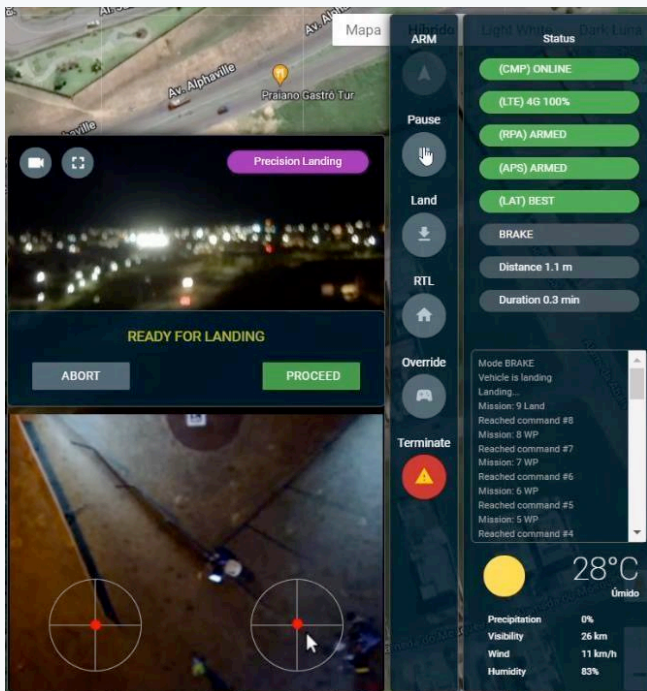 Mapa
Híbrido
Light White
Dark Luna
Av. Alphaville
Praiano Gastró Tur
Precision Landing
READY FOR LANDING
ABORT
PROCEED
ARM
Pause
Land
RTL
Override
Terminate
Status
(CMP) ONLINE
(LTE) 4G 100%
(RPA) ARMED
(APS) ARMED
(LAT) BEST
BRAKE
Distance 1.1 m
Duration 0.3 min
Mode BRAKE
Vehicle is landing
Landing...
Mission: 9 Land
Reached command #8
Mission: 8 WP
Reached command #7
Mission: 7 WP
Reached command #6
Mission: 6 WP
Reached command #5
Mission: 5 WP
Reached command #4
28°C
Úmido
Precipitation 0%
Visibility 26 km
Wind 11 km/h
Humidity 83%